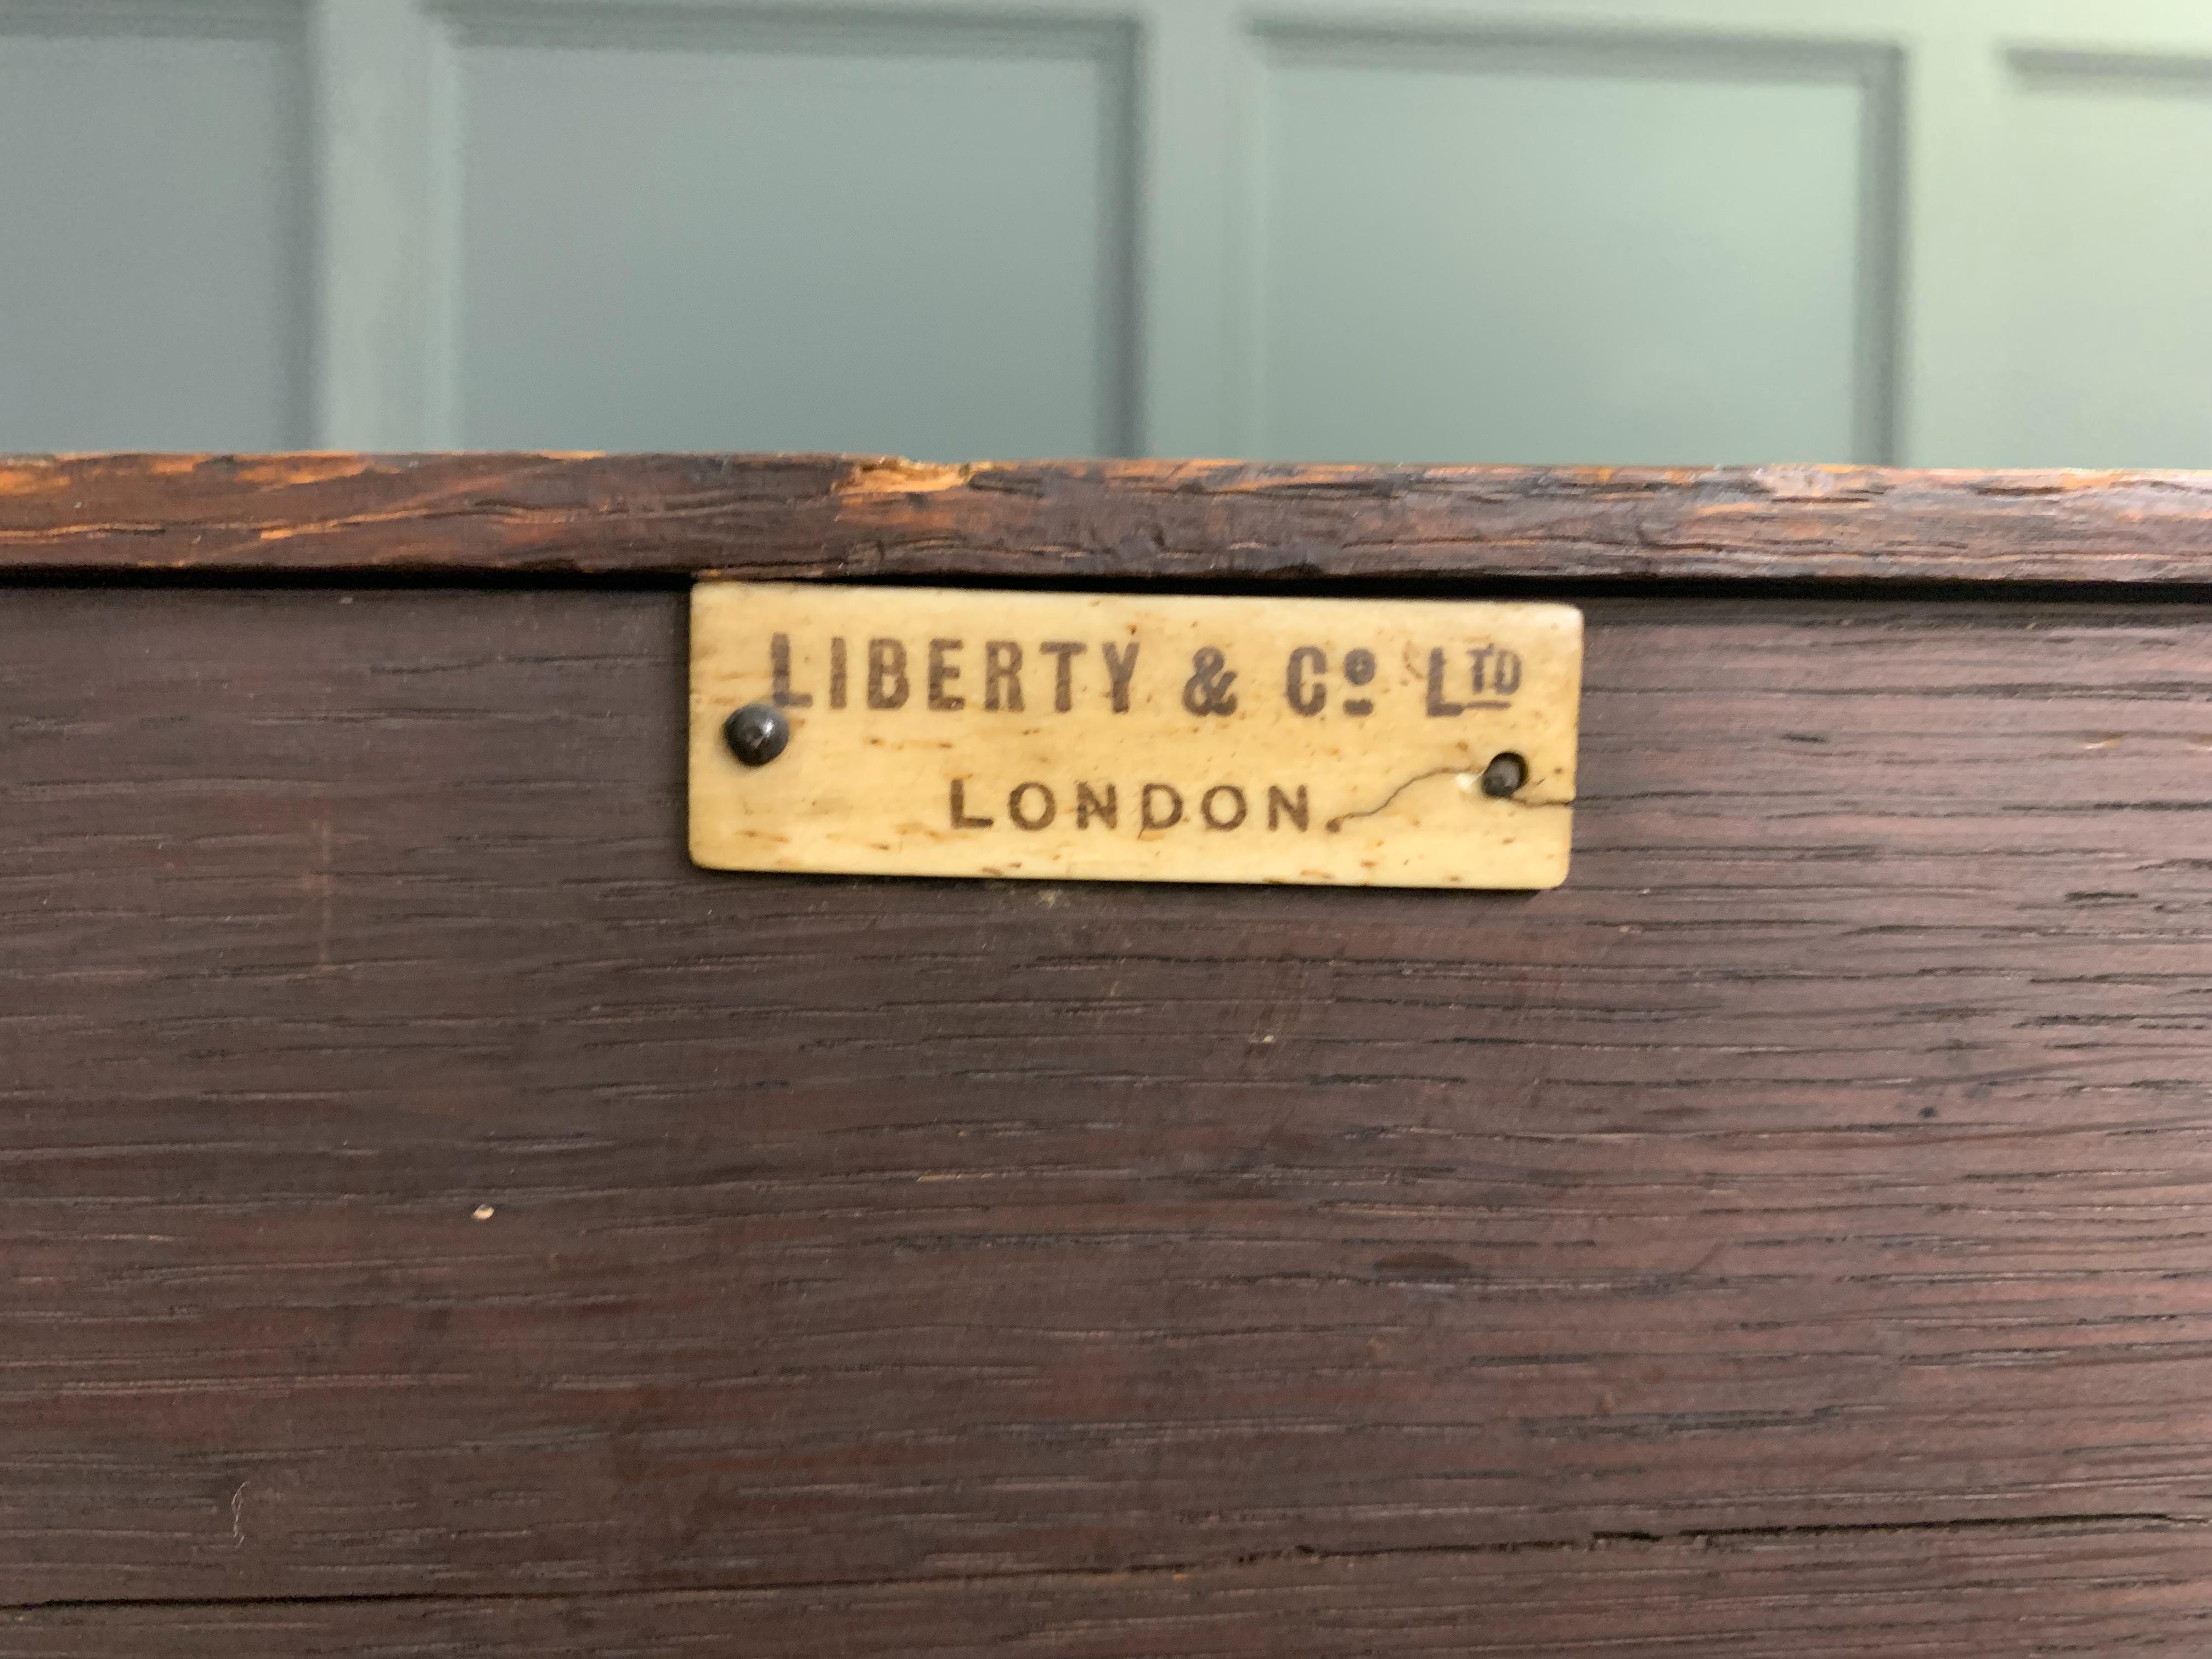 LIBERTY & Cº LTD
LONDON.